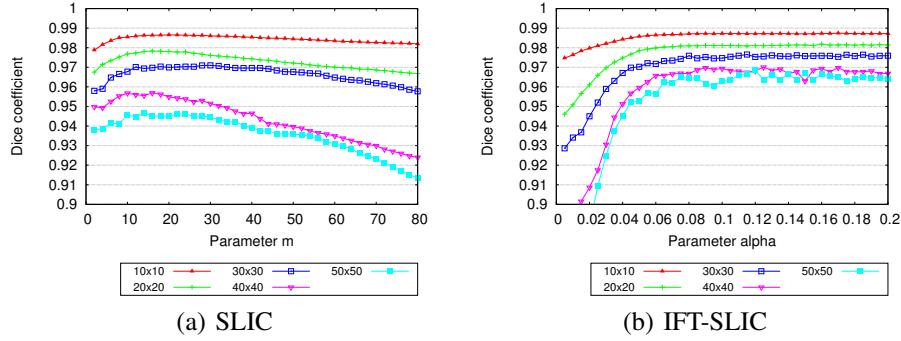 1
0.99
0.98
0.97
0.96
0.95
0.94
0.93
0.92
0.91
0.9
Dice coefficient
0 10 20 30 40 50 60 70 80
Parameter m
10x10 30x30 50x50
20x20 40x40
(a) SLIC
1
0.99
0.98
0.97
0.96
0.95
0.94
0.93
0.92
0.91
0.9
Dice coefficient
0 0.02 0.04 0.06 0.08 0.1 0.12 0.14 0.16 0.18 0.2
Parameter alpha
10x10 30x30 50x50
20x20 40x40
(b) IFT-SLIC